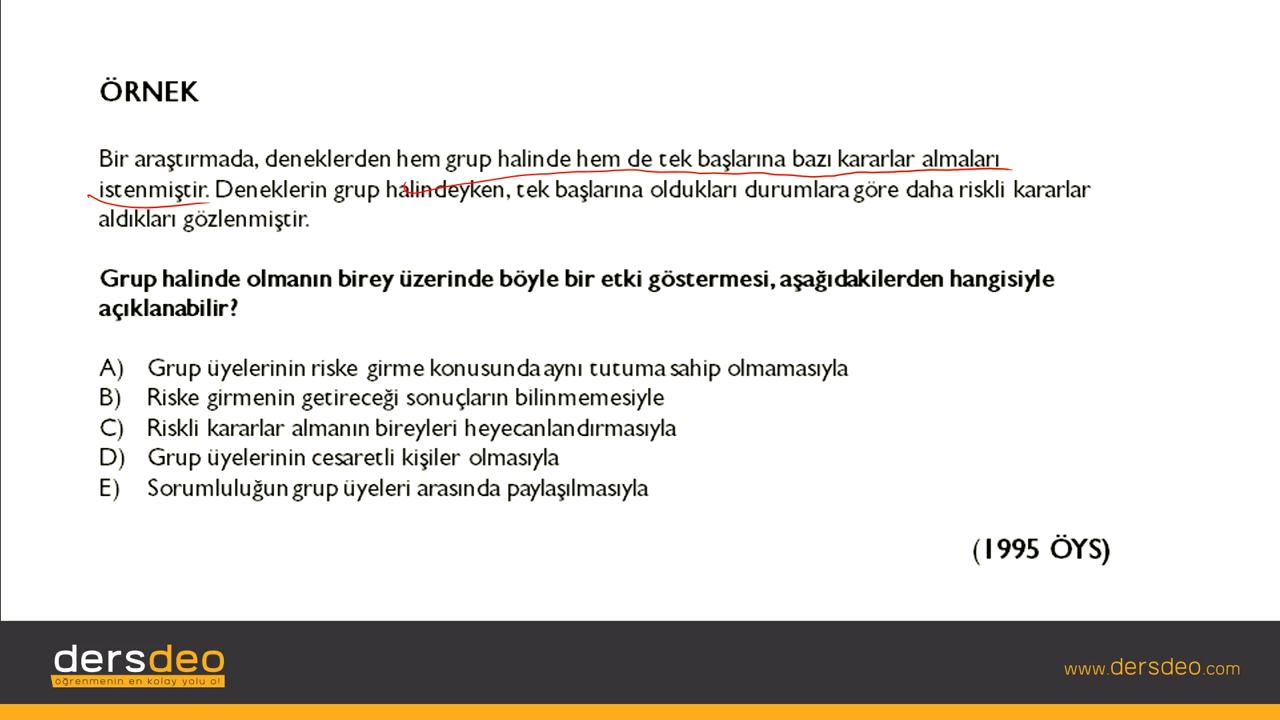 ÖRNEK
Bir araştırmada, deneklerden hem grup halinde hem de tek başlarına bazı kararlar almaları
istenmiştir. Deneklerin grup halindeyken, tek başlarına oldukları durumlara göre daha riskli kararlar
aldıkları gözlenmiştir.
Grup halinde olmanın birey üzerinde böyle bir etki göstermesi, aşağıdakilerden hangisiyle
açıklanabilir?
A) Grup üyelerinin riske girme konusunda aynı tutuma sahip olmamasıyla
B) Riske girmenin getireceği sonuçların bilinmemesiyle
C) Riskli kararlar almanın bireyleri heyecanlandırmasıyla
D) Grup üyelerinin cesaretli kişiler olmasıyla
E) Sorumluluğun grup üyeleri arasında paylaşılmasıyla
(1995 ÖYS)
dersdeo
öğrenmenin en kolay yolu o!
www.dersdeo.com